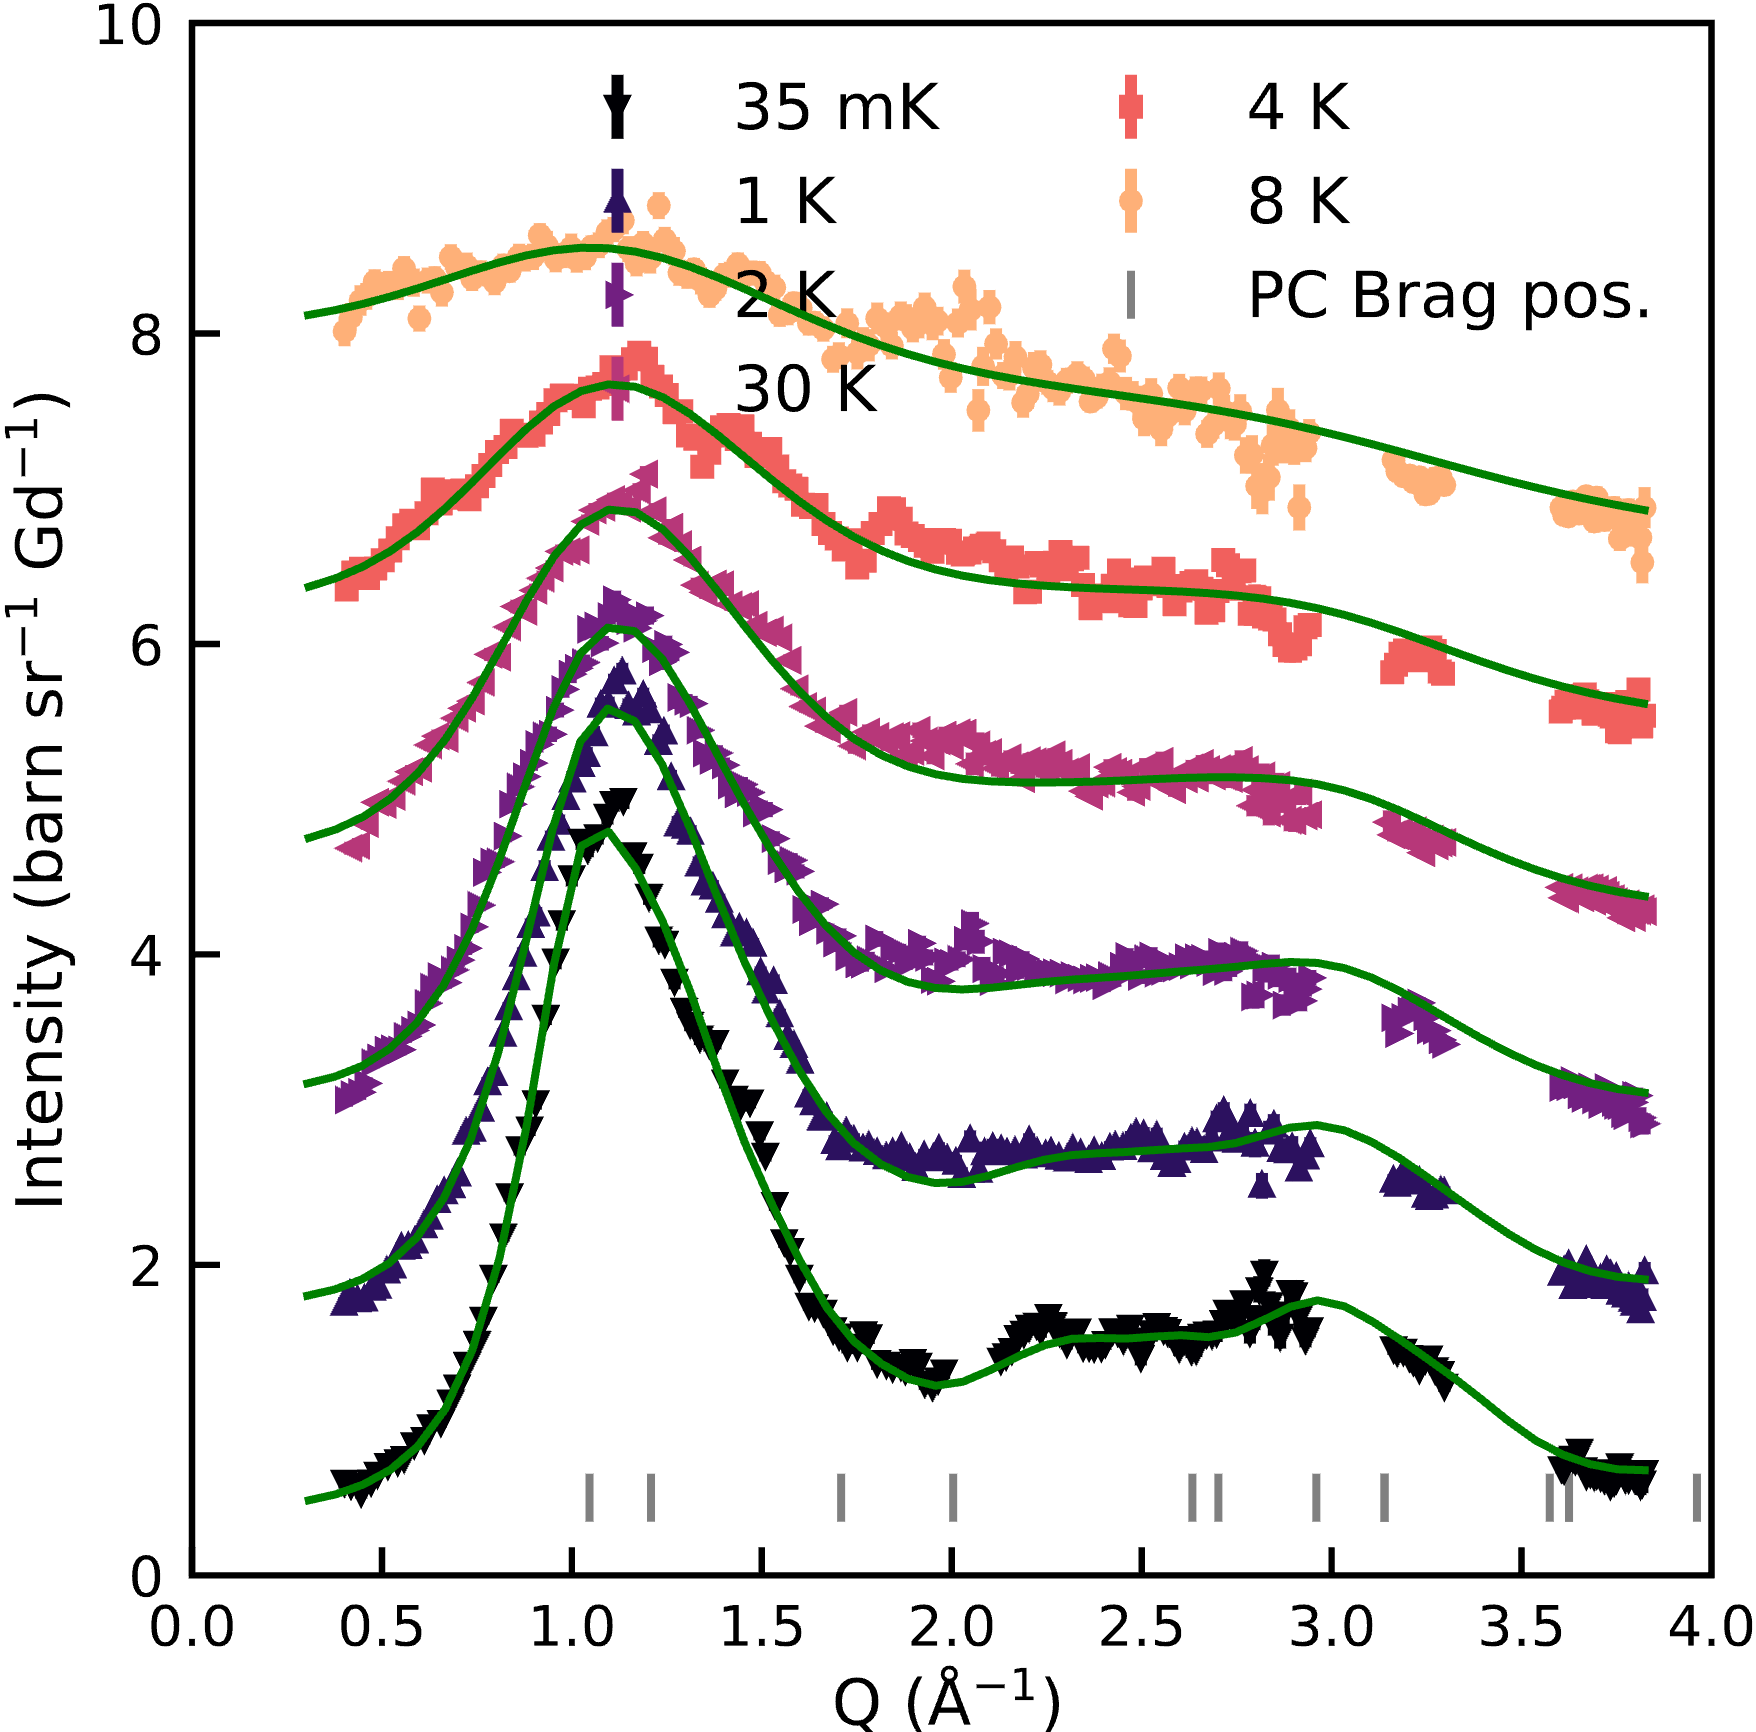 10
8
6
4
2
0
Intensity (barn sr⁻¹ Gd⁻¹)
35 mK
1 K
2 K
30 K
4 K
8 K
PC Brag pos.
0.0 0.5 1.0 1.5 2.0 2.5 3.0 3.5 4.0
Q (Å⁻¹)